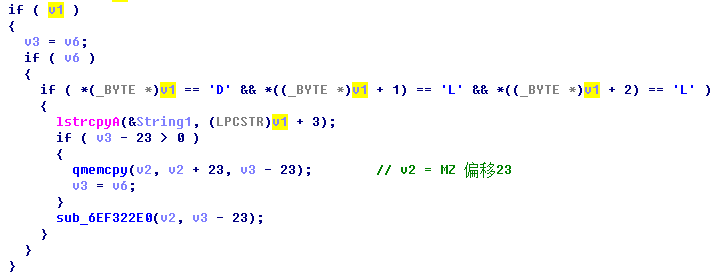 if ( v1 )
{
v3 = v6;
if ( v6 )
{
if ( *(_BYTE *)v1 == 'D' && *((_BYTE *)v1 + 1) == 'L' && *((_BYTE *)v1 + 2) == 'L' )
{
lstrcpyA(&String1, (LPCSTR)v1 + 3);
if ( v3 - 23 > 0 )
{
qmemcpy(v2, v2 + 23, v3 - 23); // v2 = MZ 偏移23
v3 = v6;
}
sub_6EF322E0(v2, v3 - 23);
}
}
}